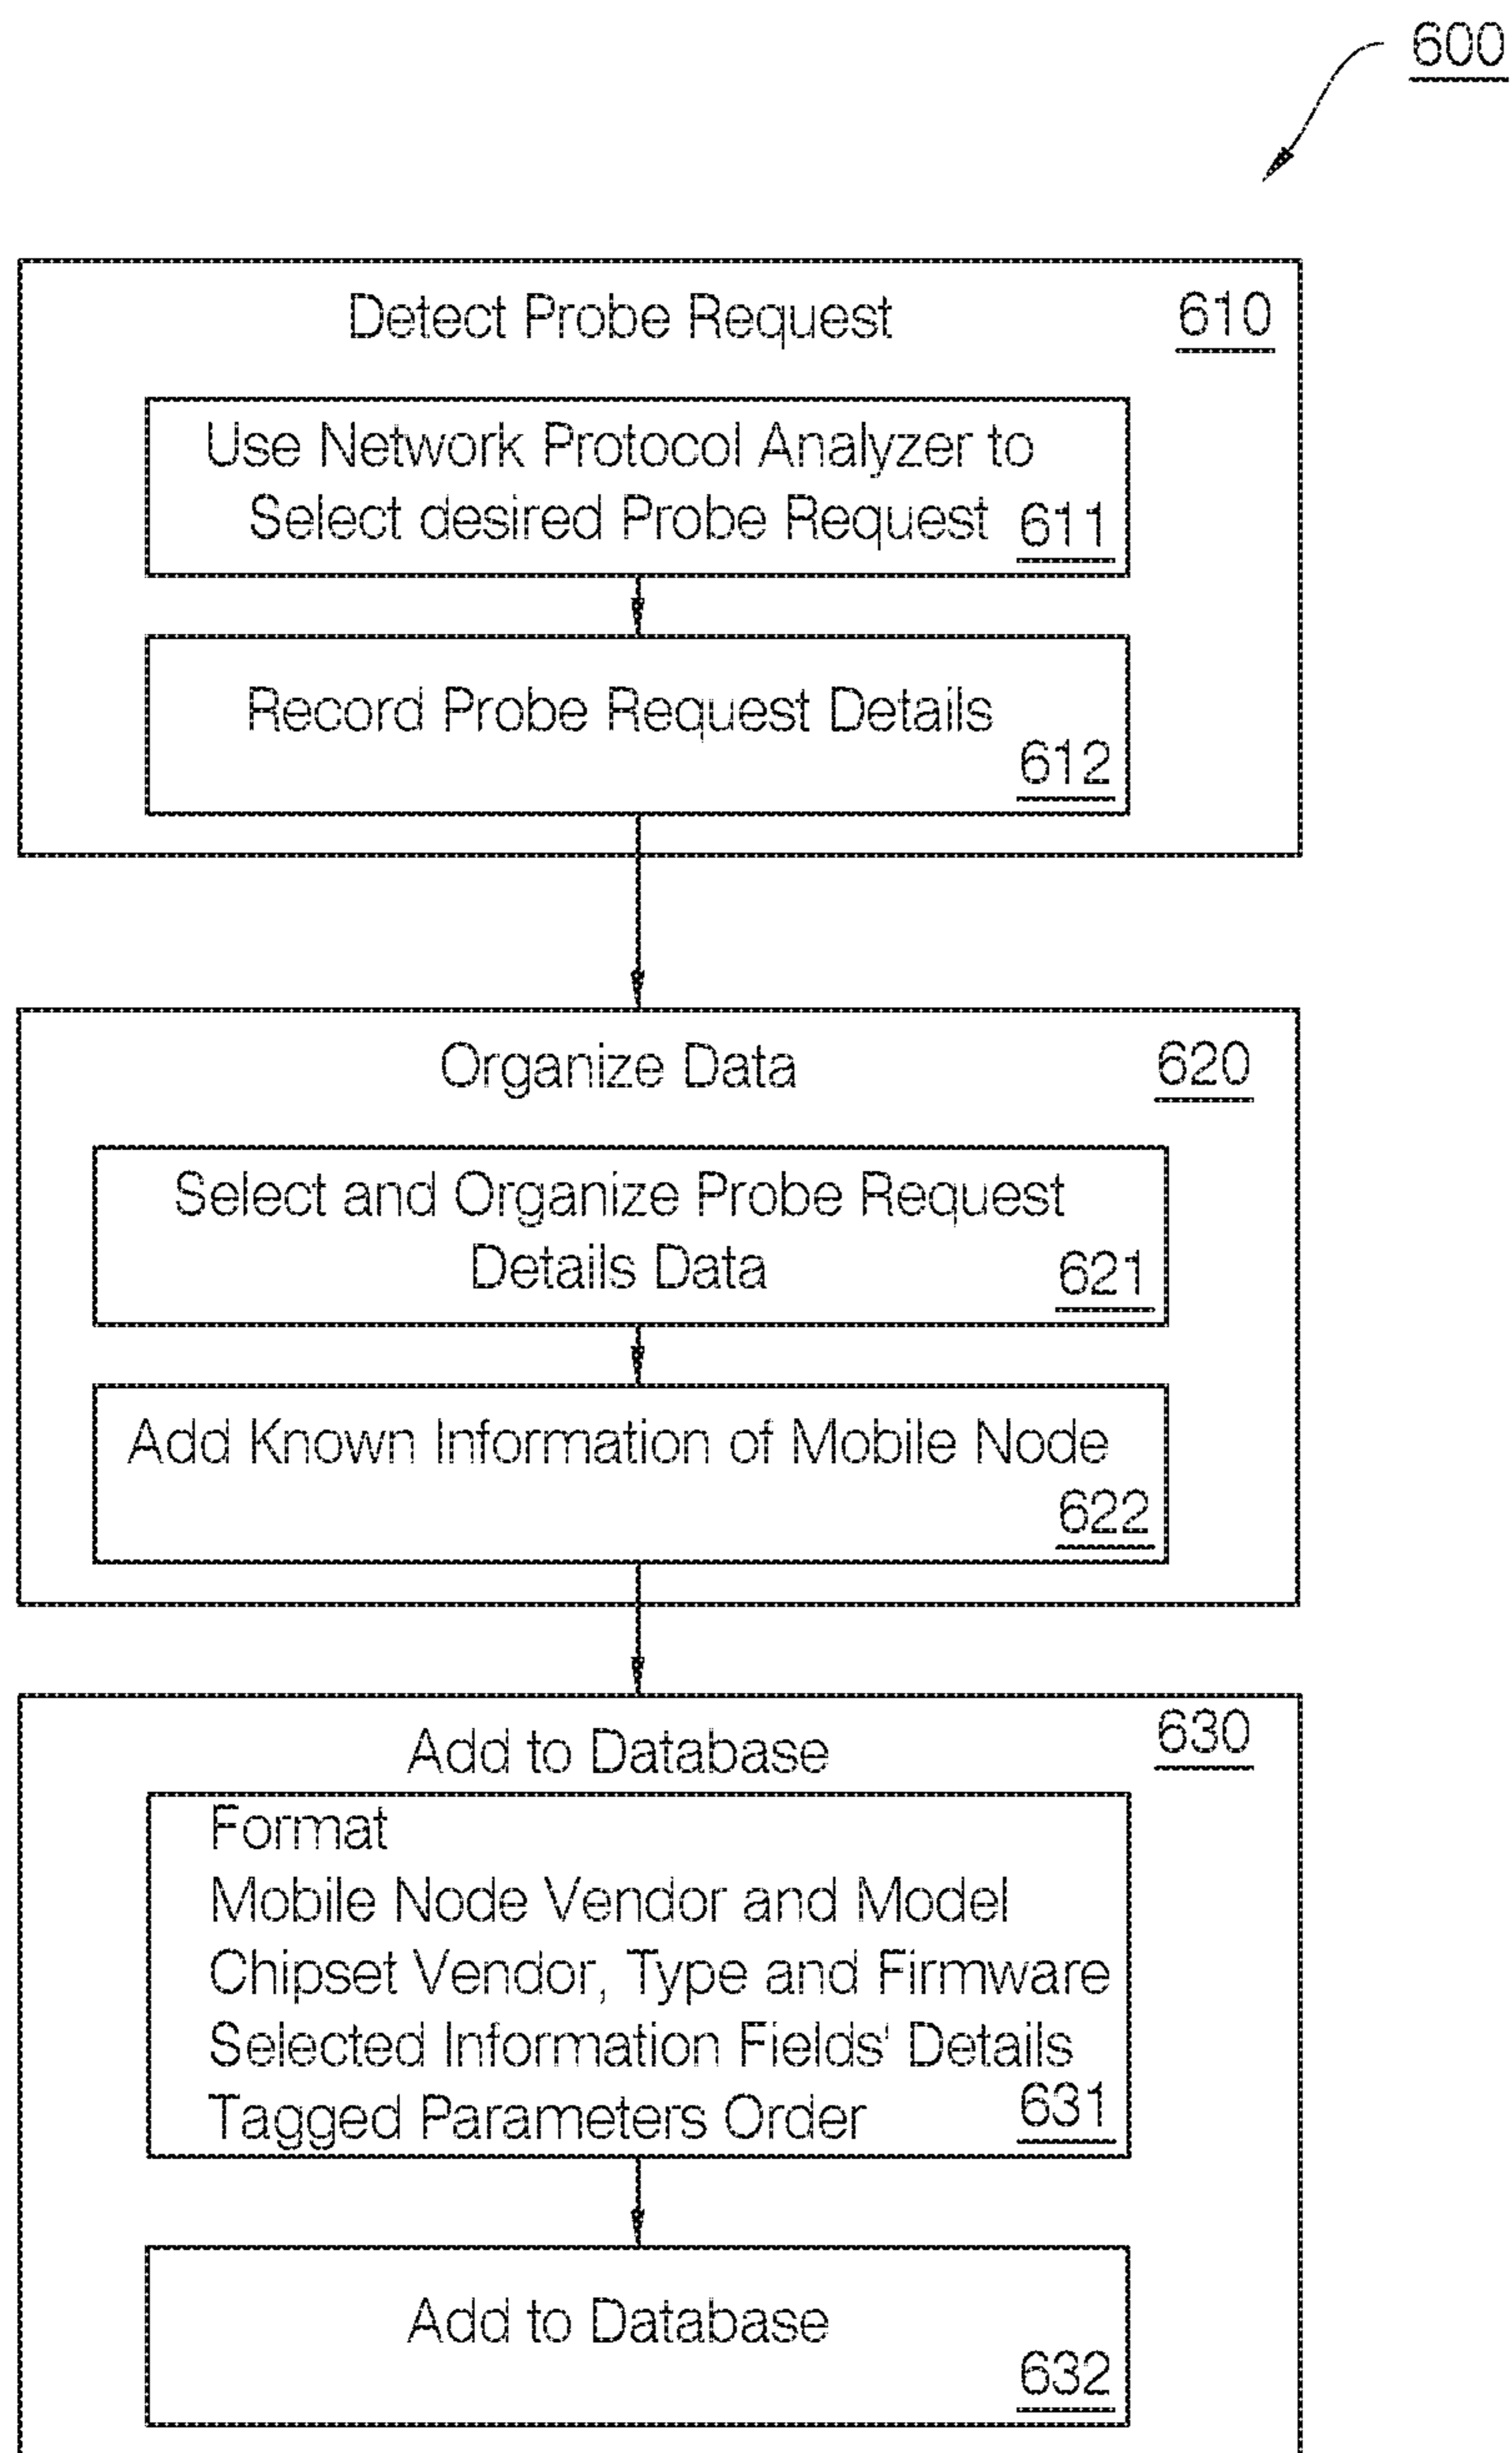 600
Detect Probe Request
610
Use Network Protocol Analyzer to
Select desired Probe Request 611
Record Probe Request Details
612
Organize Data
620
Select and Organize Probe Request
Details Data
621
Add Known Information of Mobile Node
622
Add to Database
630
Format
Mobile Node Vendor and Model
Chipset Vendor, Type and Firmware
Selected Information Fields' Details
Tagged Parameters Order
631
Add to Database
632